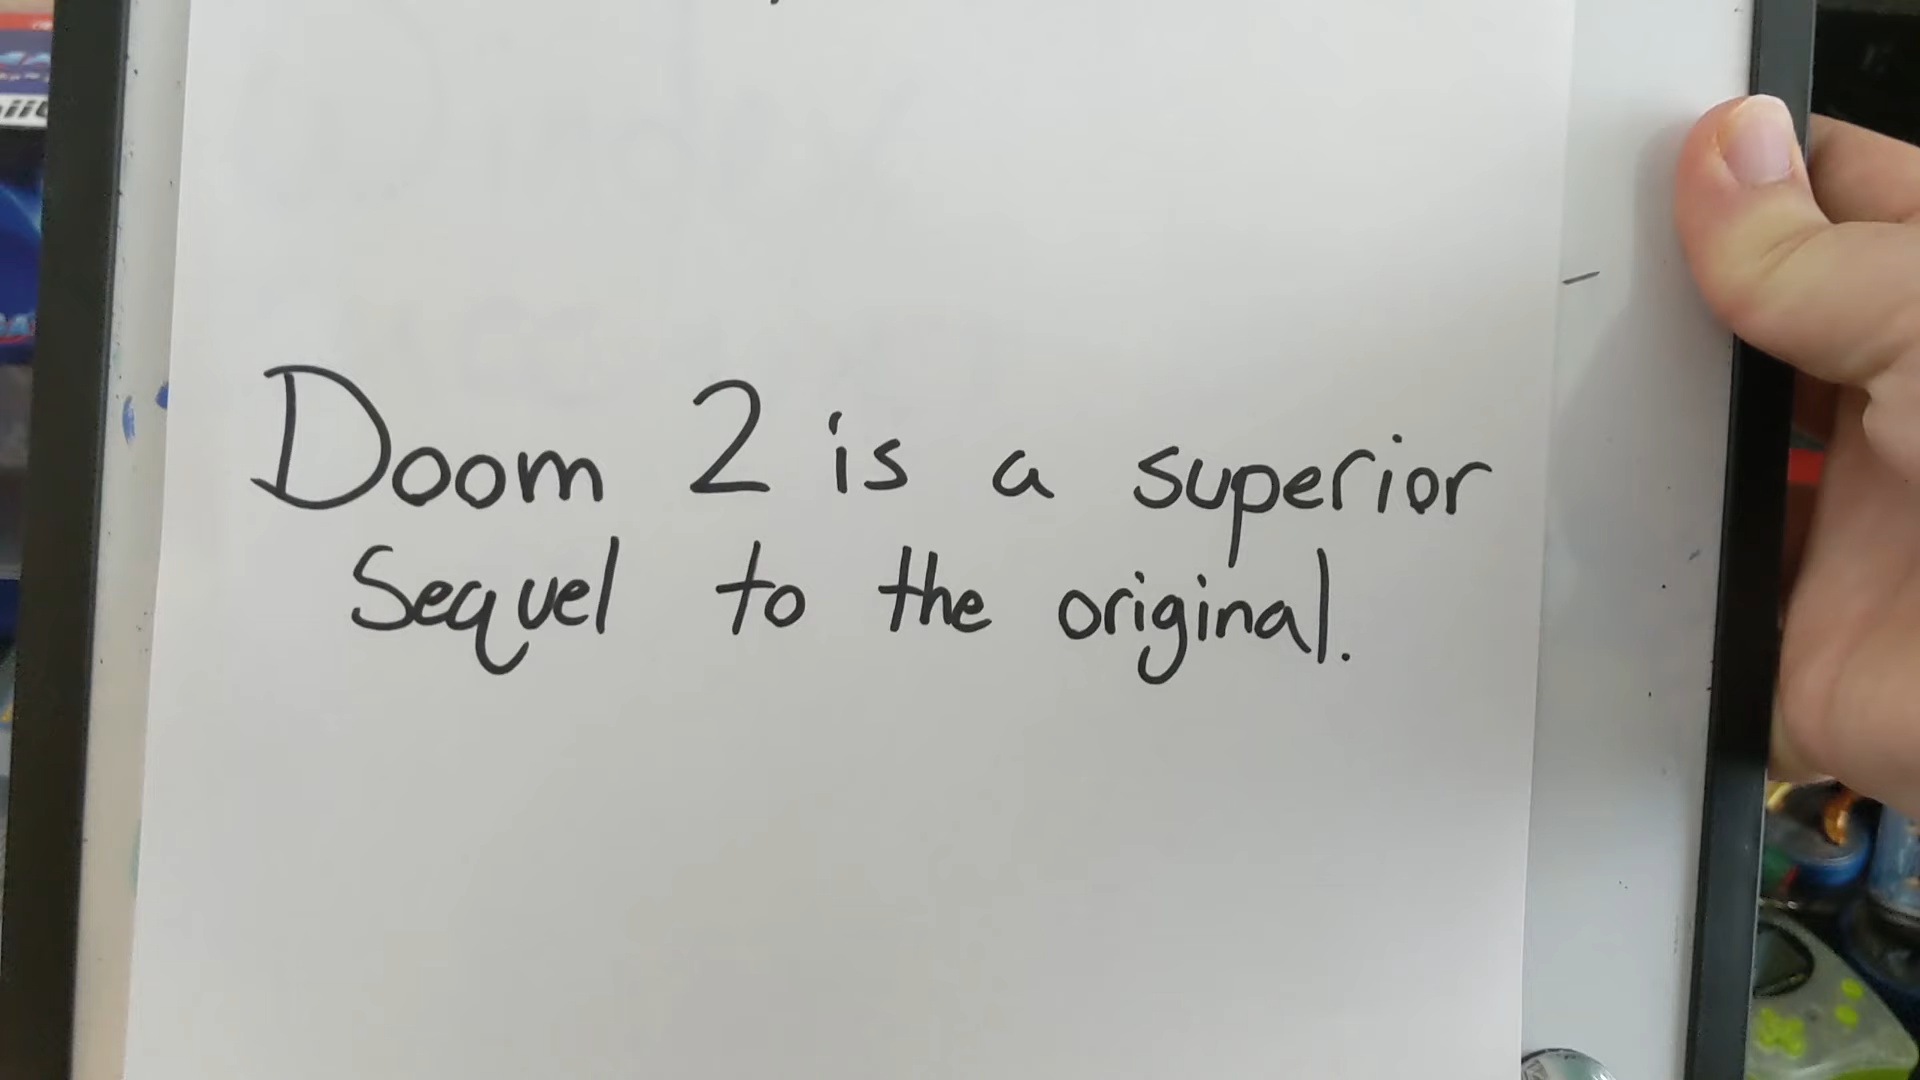 Doom 2 is a superior
Sequel to the original.